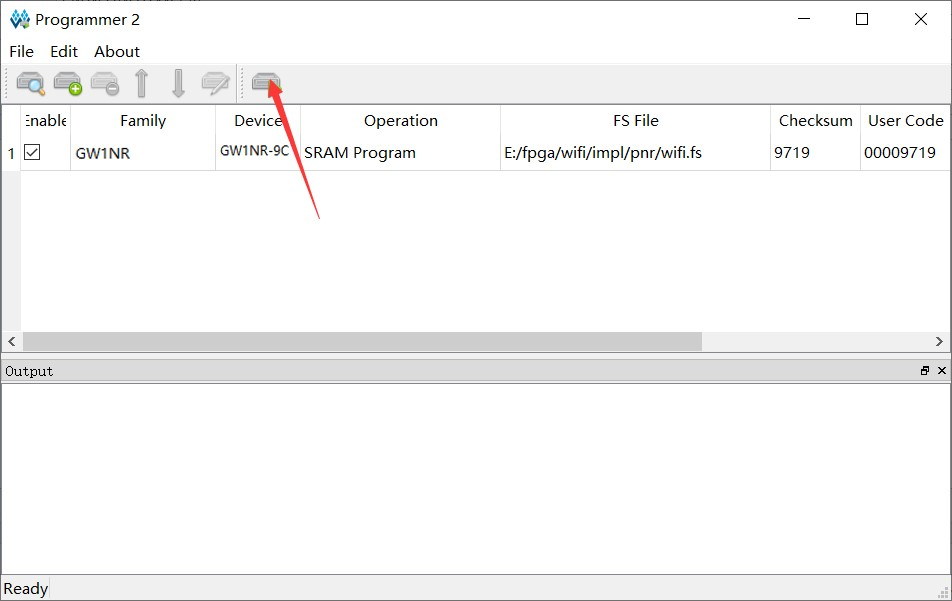 Programmer 2
File Edit About
Enable Family Device Operation FS File Checksum User Code
1 GW1NR GW1NR-9C SRAM Program E:/fpga/wifi/impl/pnr/wifi.fs 9719 00009719
Output
Ready